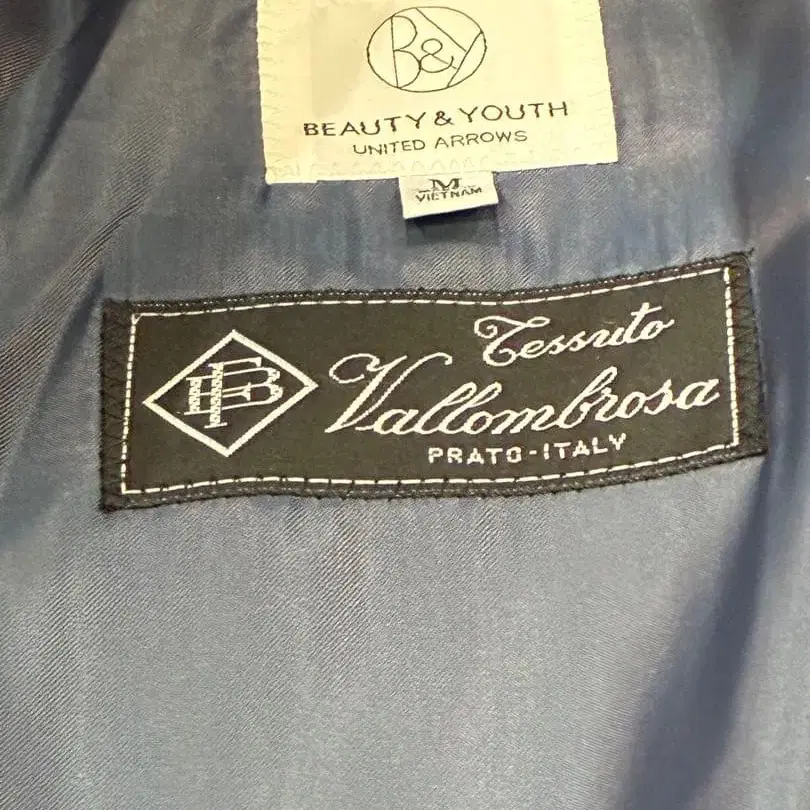 B&Y
BEAUTY & YOUTH
UNITED ARROWS
M
VIETNAM
Tessuto
Vallombrosa
PRATO-ITALY